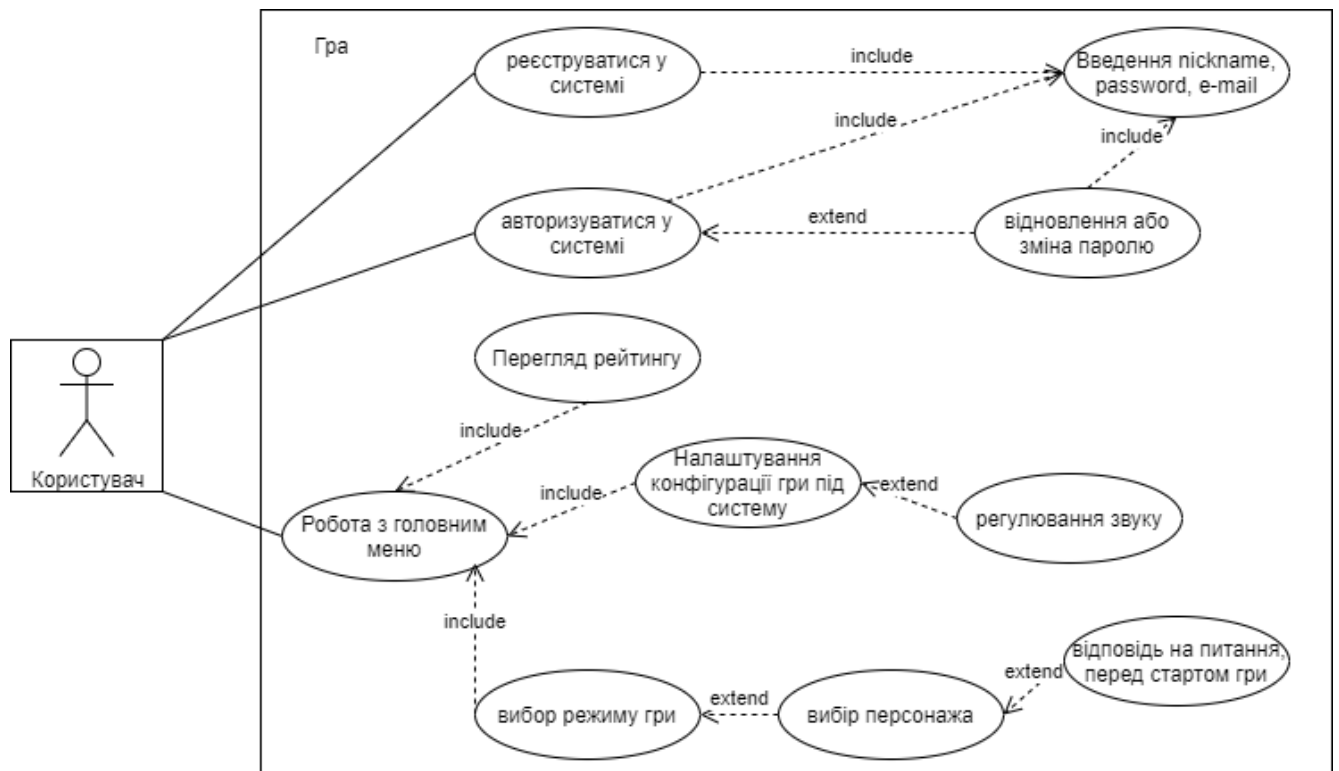 Гра
реєструватися у
системі
include
Введення nickname,
password, e-mail
include
include
авторизуватися у
системі
extend
відновлення або
зміна паролю
Перегляд рейтингу
include
Користувач
Налаштування
конфігурації гри під
систему
include
extend
регулювання звуку
Робота з головним
меню
include
вибор режиму гри
extend
вибір персонажа
extend
відповідь на питання,
перед стартом гри